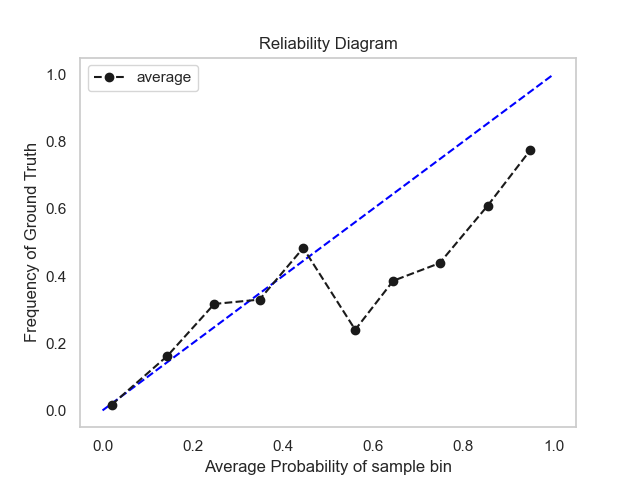 Reliability Diagram
average
Frequency of Ground Truth
1.0
0.8
0.6
0.4
0.2
0.0
0.0 0.2 0.4 0.6 0.8 1.0
Average Probability of sample bin